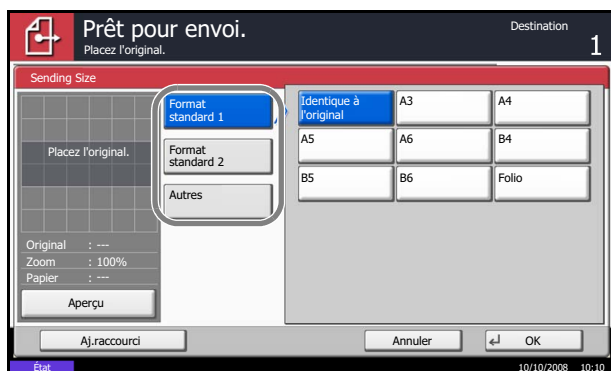 Prêt pour envoi.
Placez l'original.
Destination
1
Sending Size
Placez l'original.
Original : ---
Zoom : 100%
Papier : ---
Aperçu
Format
standard 1
Format
standard 2
Autres
Identique à
l'original
A3
A4
A5
A6
B4
B5
B6
Folio
Aj.raccourci
Annuler
OK
État
10/10/2008 10:10